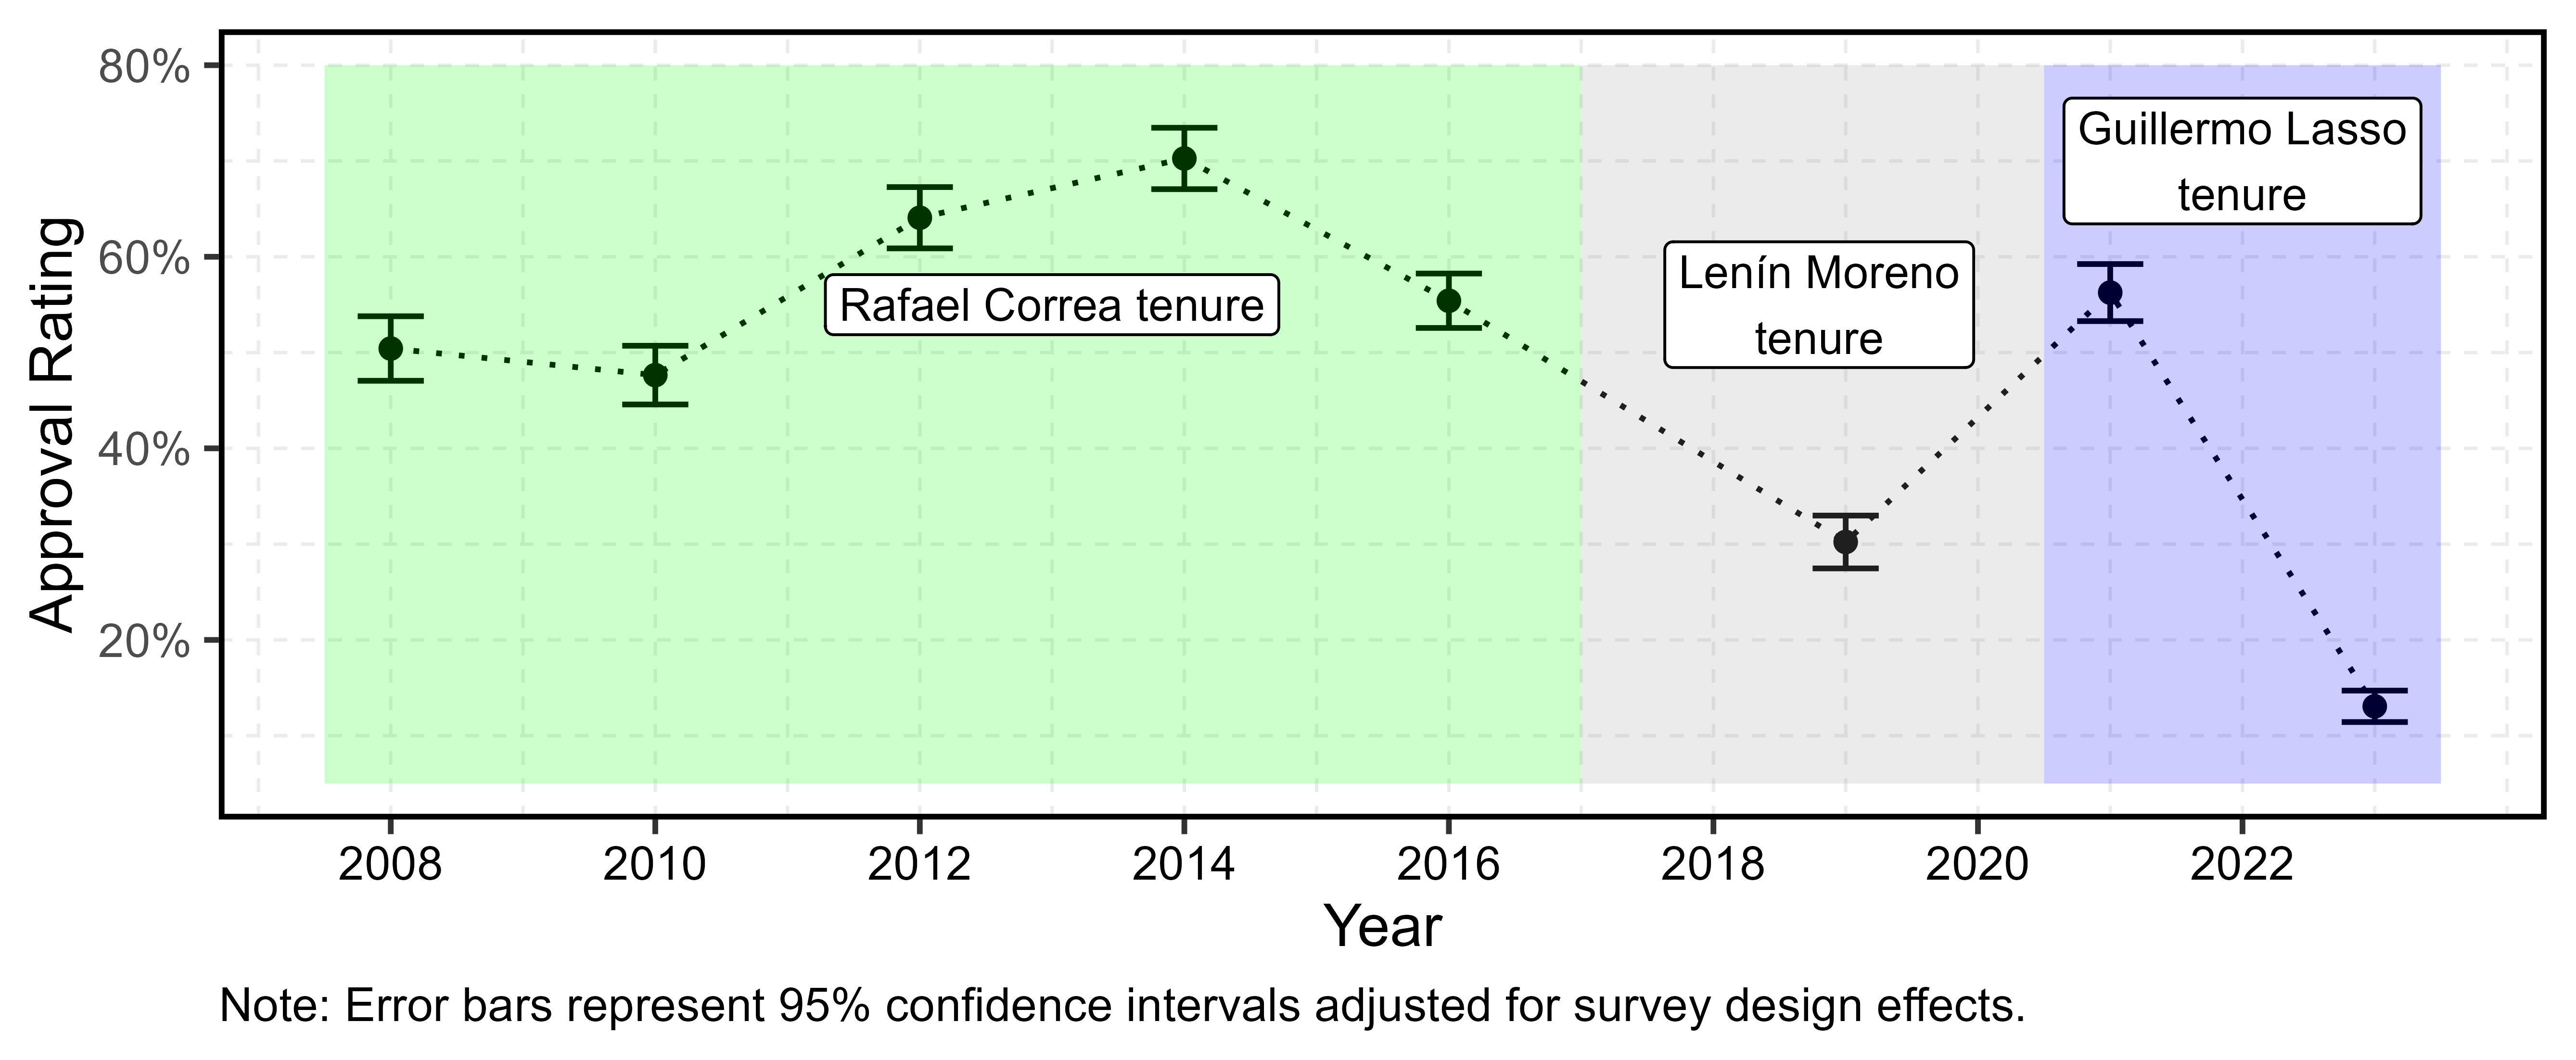 80%
60%
40%
20%
Approval Rating
Guillermo Lasso
tenure
Lenín Moreno
tenure
Rafael Correa tenure
2008 2010 2012 2014 2016 2018 2020 2022
Year
Note: Error bars represent 95% confidence intervals adjusted for survey design effects.